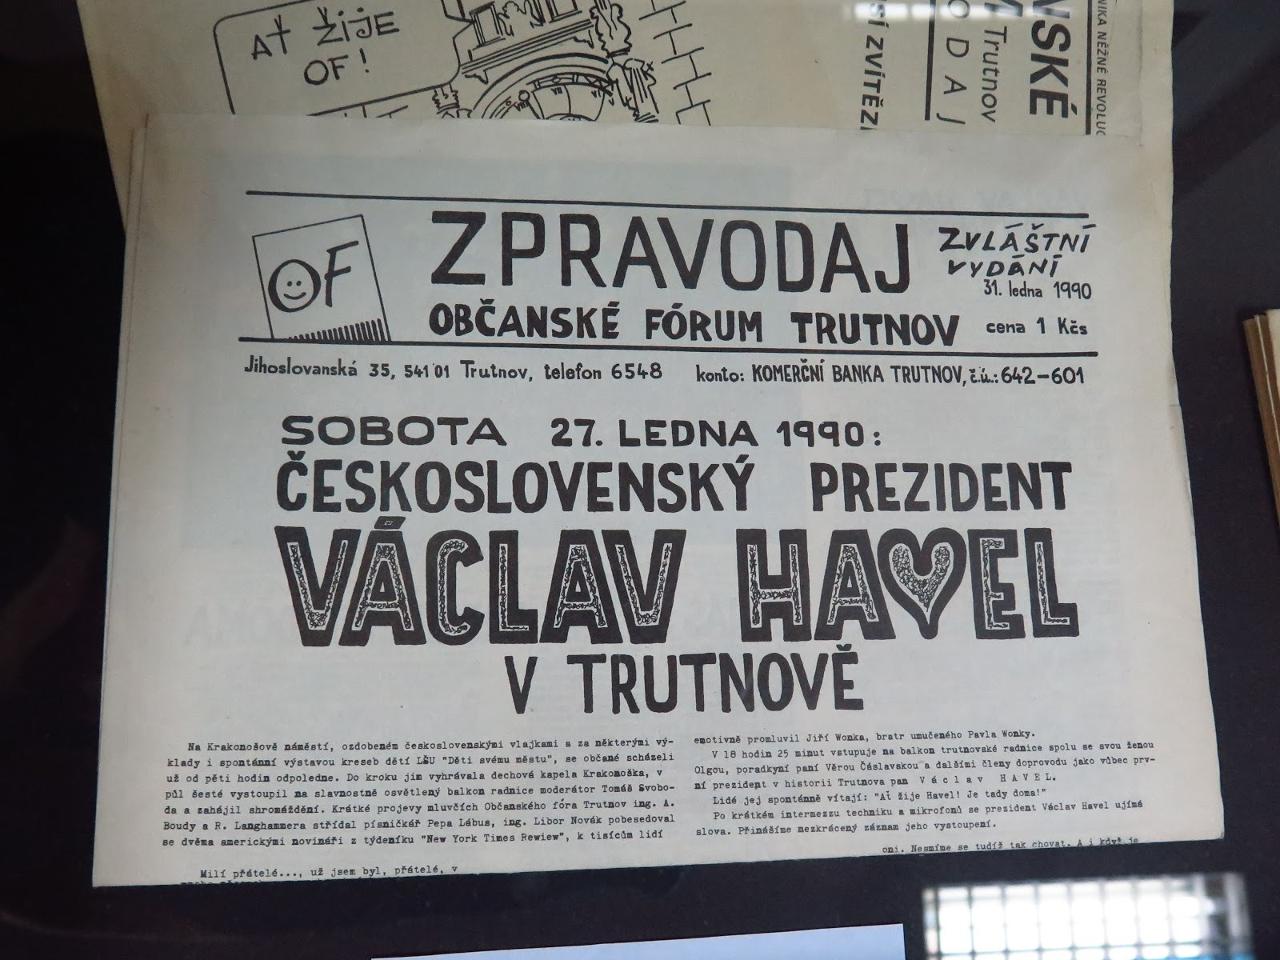 AŤ ŽIJE
OF!
SÍ ZVÍTĚZI
ODAJ
Trutnov
NSKÉ
NIKA NĚŽNÉ REVOLUC
OF
ZPRAVODAJ
ZVLÁŠTNÍ
VYDÁNÍ
31. ledna 1990
OBČANSKÉ FÓRUM TRUTNOV
cena 1 Kčs
Jihoslovanská 35, 541 01 Trutnov, telefon 6548 konto: KOMERČNÍ BANKA TRUTNOV, č.ú.: 642-601
SOBOTA 27. LEDNA 1990:
ČESKOSLOVENSKÝ PREZIDENT
VÁCLAV HAVEL
V TRUTNOVĚ
Na Krakonošově náměstí, ozdobeném československými vlajkami a za některými vý-
klady i spontánní výstavou kreseb dětí LŠU "Děti svému městu", se občané scházeli
už od pěti hodin odpoledne. Do kroku jim vyhrávala dechová kapela Krakonoška, v
půl šesté vystoupil na slavnostně osvětlený balkon radnice moderátor Tomáš Svobo-
da a zahájil shromáždění. Krátké projevy mluvčích Občanského fóra Trutnov ing. A.
Boudy a R. Langhammera střídal písničkář Pepa Lábus, ing. Libor Novák pobesedoval
se dvěma americkými novináři z týdeníku "New York Times Rewiew", k tisícům lidí
emotivně promluvil Jiří Wonka, bratr umučeného Pavla Wonky.
V 18 hodin 25 minut vstupuje na balkon trutnovské radnice spolu se svou ženou
Olgou, poradkyní paní Věrou Čáslavskou a dalšími členy doprovodu jako vůbec prv-
ní prezident v historii Trutnova pan Václav HAVEL.
Lidé jej spontánně vítají: "Ať žije Havel! Je tady doma!"
Po krátkém intermezzu techniku a mikrofonů se president Václav Havel ujímá
slova. Přinášíme nezkrácený záznam jeho vystoupení.
Milí přátelé..., už jsem byl, přátelé, v
oni. Nesmíme se tudíž tak chovat. A i když je